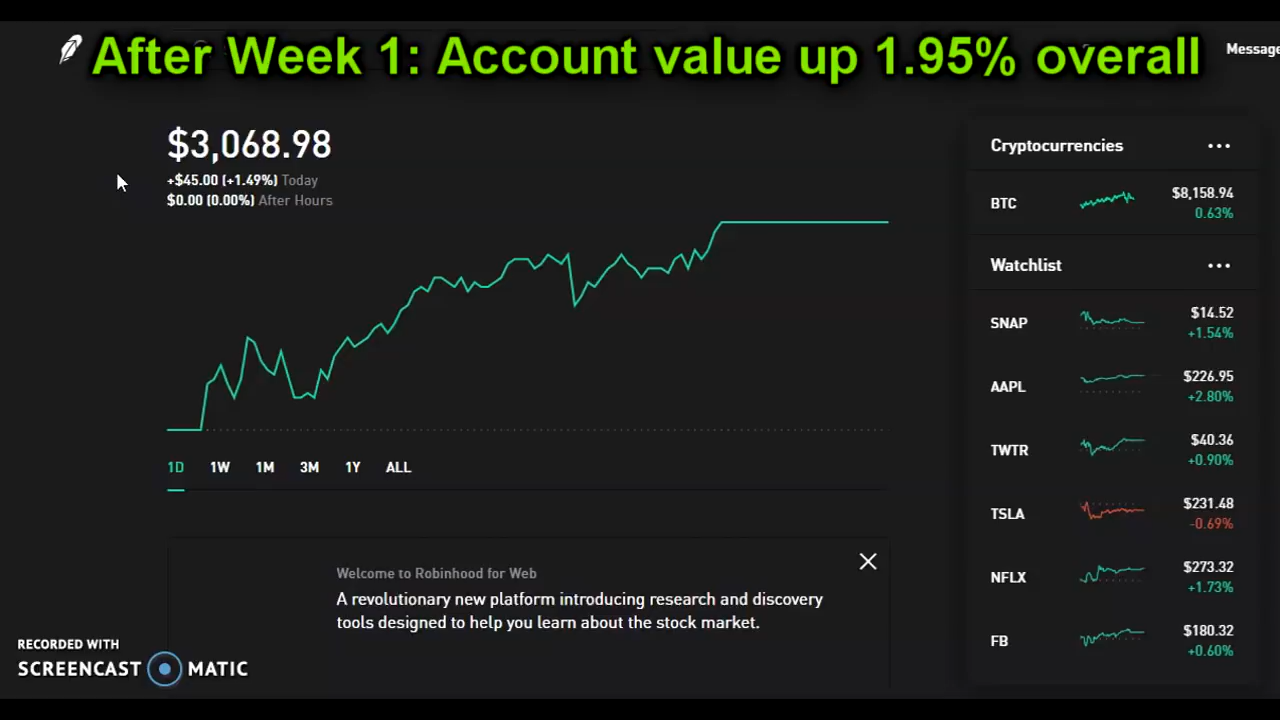 After Week 1: Account value up 1.95% overall
Message
$3,068.98
+$45.00 (+1.49%) Today
$0.00 (0.00%) After Hours
1D 1W 1M 3M 1Y ALL
Welcome to Robinhood for Web
A revolutionary new platform introducing research and discovery
tools designed to help you learn about the stock market.
Cryptocurrencies
BTC $8,158.94
0.63%
Watchlist
SNAP $14.52
+1.54%
AAPL $226.95
+2.80%
TWTR $40.36
+0.90%
TSLA $231.48
-0.69%
NFLX $273.32
+1.73%
FB $180.32
+0.60%
RECORDED WITH
SCREENCAST MATIC